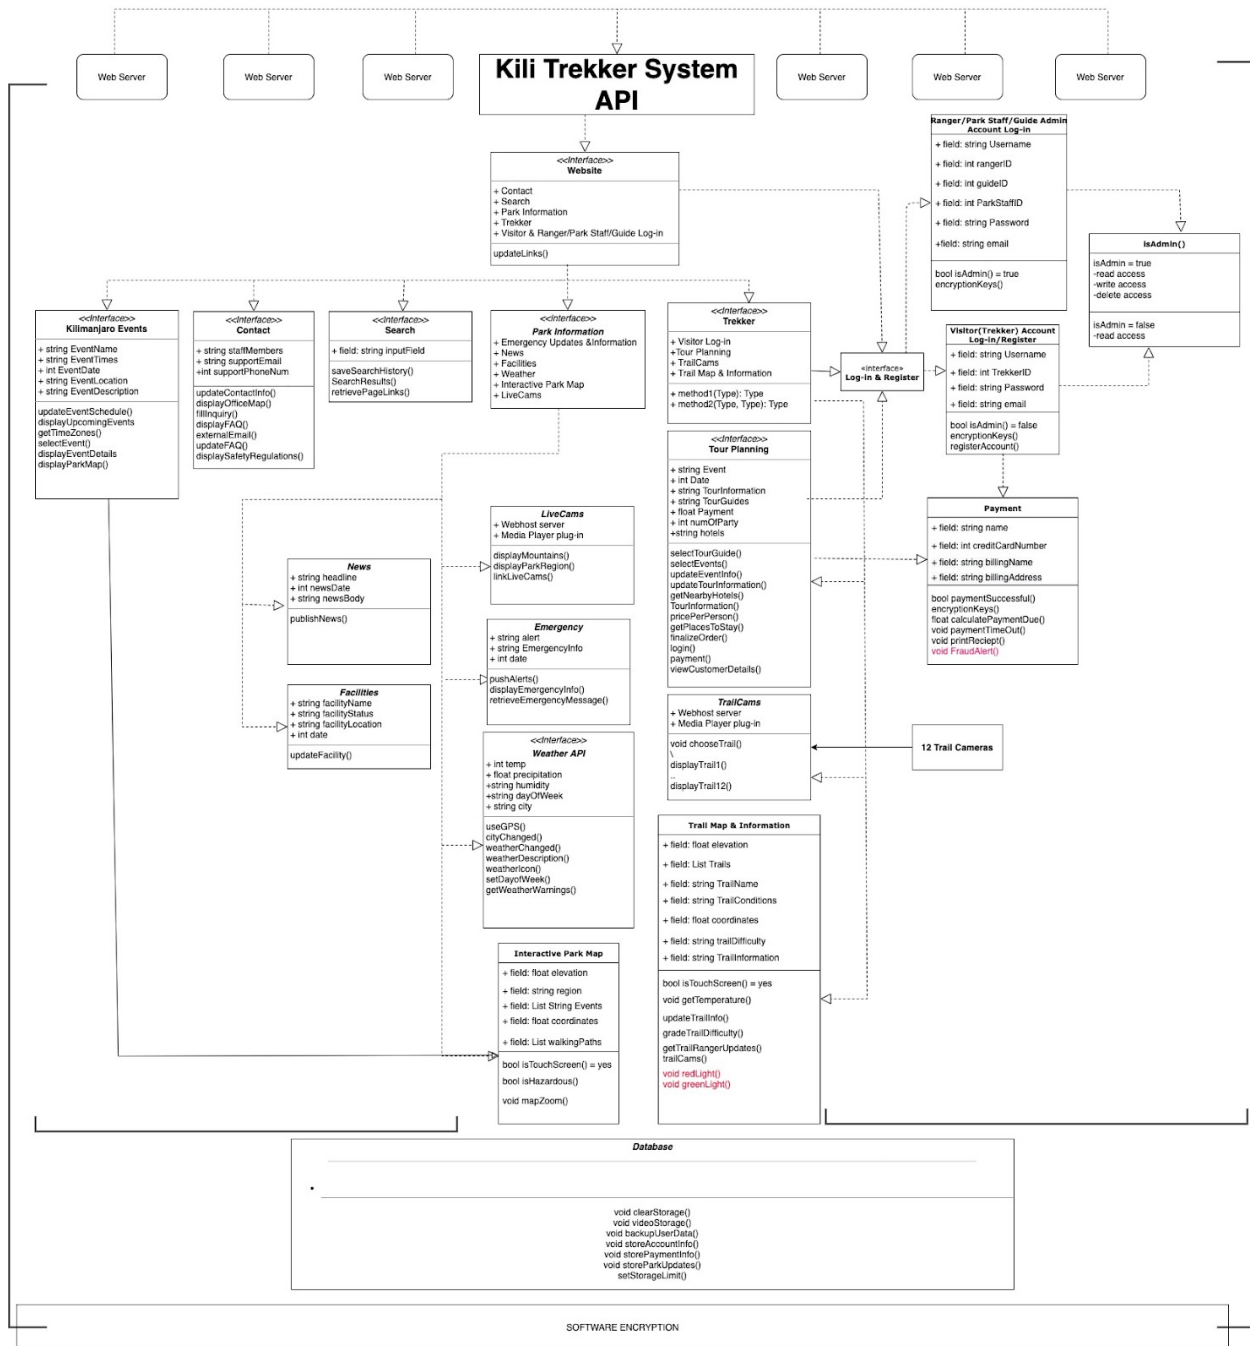 Web Server
Web Server
Web Server
Kili Trekker System
API
Web Server
Web Server
Web Server
<<Interface>>
Website
+ Contact
+ Search
+ Park Information
+ Trekker
+ Visitor & Ranger/Park Staff/Guide Log-in
updateLinks()
Ranger/Park Staff/Guide Admin
Account Log-in
+ field: string Username
+ field: int rangerID
+ field: int guideID
+ field: int ParkStaffID
+ field: string Password
+field: string email
bool isAdmin() = true
encryptionKeys()
isAdmin()
isAdmin = true
-read access
-write access
-delete access
isAdmin = false
-read access
<<Interface>>
Kilimanjaro Events
+ string EventName
+ string EventTimes
+ int EventDate
+ string EventLocation
+ string EventDescription
updateEventSchedule()
displayUpcomingEvents
getTimeZones()
selectEvent()
displayEventDetails
displayParkMap()
<<Interface>>
Contact
+ string staffMembers
+ string supportEmail
+int supportPhoneNum
updateContactInfo()
displayOfficeMap()
fillInquiry()
displayFAQ()
externalEmail()
updateFAQ()
displaySafetyRegulations()
<<Interface>>
Search
+ field: string inputField
saveSearchHistory()
SearchResults()
retrievePageLinks()
<<Interface>>
Park Information
+ Emergency Updates &Information
+ News
+ Facilities
+ Weather
+ Interactive Park Map
+ LiveCams
<<Interface>>
Trekker
+ Visitor Log-in
+Tour Planning
+ TrailCams
+ Trail Map & Information
+ method1(Type): Type
+ method2(Type, Type): Type
«interface»
Log-in & Register
Visitor(Trekker) Account
Log-in/Register
+ field: string Username
+ field: int TrekkerID
+ field: string Password
+ field: string email
bool isAdmin() = false
encryptionKeys()
registerAccount()
<<Interface>>
Tour Planning
+ string Event
+ int Date
+ string TourInformation
+ string TourGuides
+ float Payment
+ int numOfParty
+string hotels
selectTourGuide()
selectEvents()
updateEventInfo()
updateTourInformation()
getNearbyHotels()
TourInformation()
pricePerPerson()
getPlacesToStay()
finalizeOrder()
login()
payment()
viewCustomerDetails()
Payment
+ field: string name
+ field: int creditCardNumber
+ field: string billingName
+ field: string billingAddress
bool paymentSuccessful()
encryptionKeys()
float calculatePaymentDue()
void paymentTimeOut()
void printReciept()
void FraudAlert()
LiveCams
+ Webhost server
+ Media Player plug-in
displayMountains()
displayParkRegion()
linkLiveCams()
News
+ string headline
+ int newsDate
+ string newsBody
publishNews()
Emergency
+ string alert
+ string EmergencyInfo
+ int date
pushAlerts()
displayEmergencyInfo()
retrieveEmergencyMessage()
Facilities
+ string facilityName
+ string facilityStatus
+ string facilityLocation
+ int date
updateFacility()
TrailCams
+ Webhost server
+ Media Player plug-in
void chooseTrail()
\
displayTrail1()
..
displayTrail12()
12 Trail Cameras
<<Interface>>
Weather API
+ int temp
+ float precipitation
+string humidity
+string dayOfWeek
+ string city
useGPS()
cityChanged()
weatherChanged()
weatherDescription()
weatherIcon()
setDayofWeek()
getWeatherWarnings()
Trail Map & Information
+ field: float elevation
+ field: List Trails
+ field: string TrailName
+ field: string TrailConditions
+ field: float coordinates
+ field: string trailDifficulty
+ field: string TrailInformation
bool isTouchScreen() = yes
void getTemperature()
updateTrailInfo()
gradeTrailDifficulty()
getTrailRangerUpdates()
trailCams()
void redLight()
void greenLight()
Interactive Park Map
+ field: float elevation
+ field: string region
+ field: List String Events
+ field: float coordinates
+ field: List walkingPaths
bool isTouchScreen() = yes
bool isHazardous()
void mapZoom()
Database
•
void clearStorage()
void videoStorage()
void backupUserData()
void storeAccountInfo()
void storePaymentInfo()
void storeParkUpdates()
setStorageLimit()
SOFTWARE ENCRYPTION